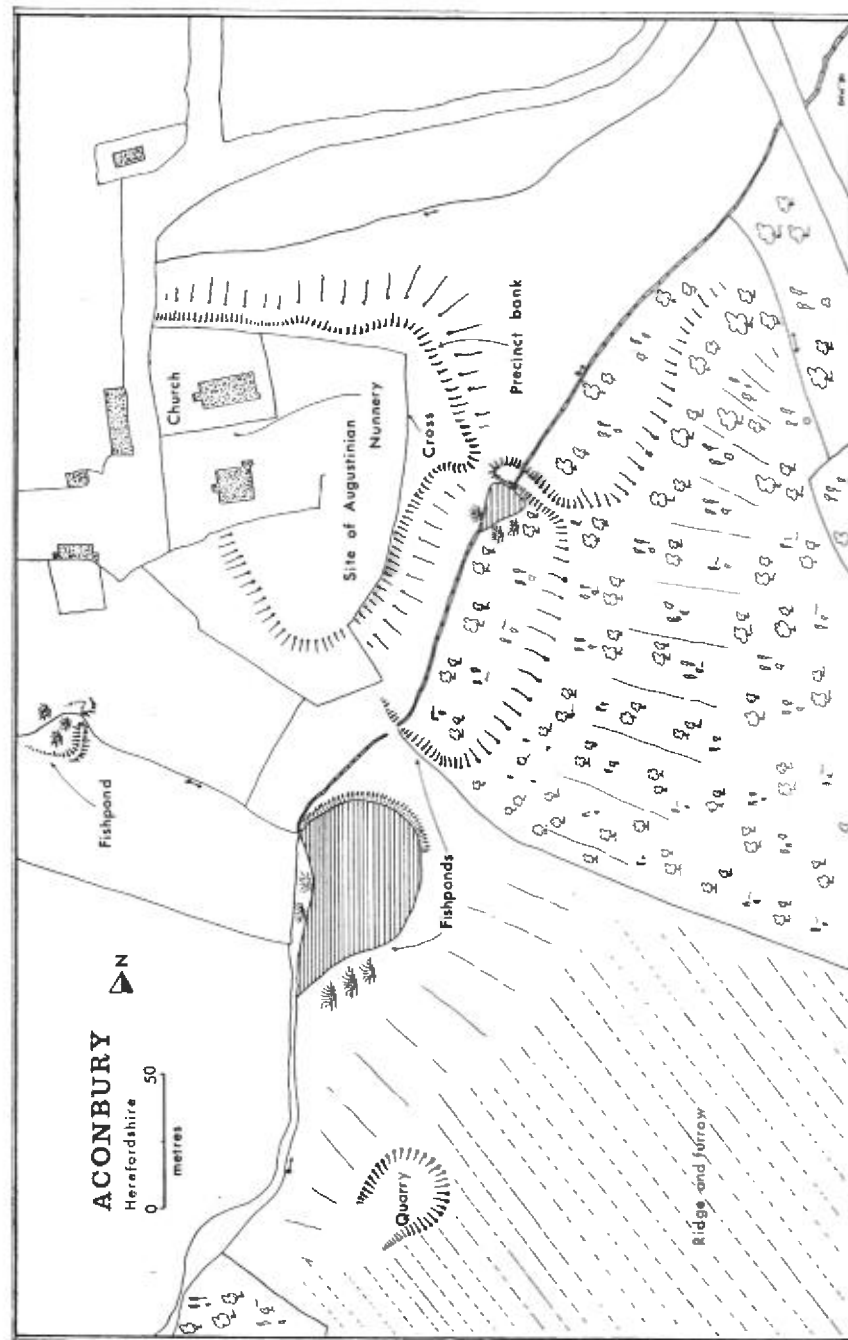 ACONBURY
Herefordshire
0 50
metres
N
Fishpond
Church
Site of Augustinian
Nunnery
Cross
Precinct bank
Fishponds
Quarry
Ridge and furrow